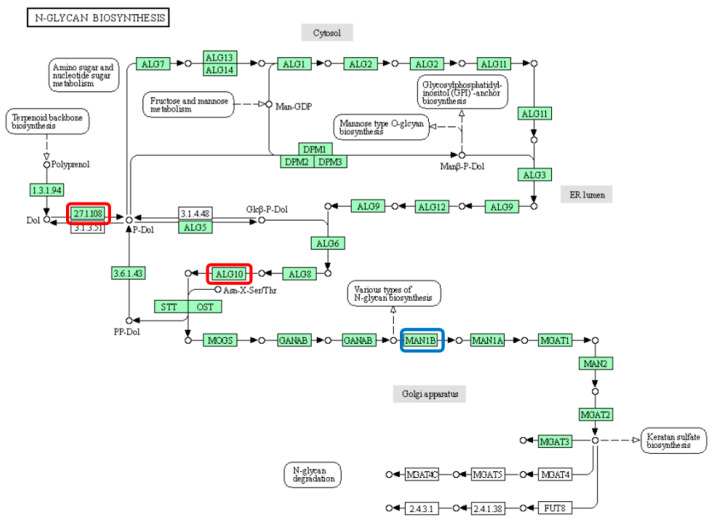 N-GLYCAN BIOSYNTHESIS
Cytosol
Amino sugar and
nucleotide sugar
metabolism
ALG7
ALG13
ALG14
ALG1
ALG2
ALG2
ALG11
Fructose and mannose
metabolism
Man-GDP
Glycosylphosphatidyl-
inositol (GPI)-anchor
biosynthesis
Mannose type O-glcyan
biosynthesis
ALG11
Terpenoid backbone
biosynthesis
Polyprenol
DPM1
DPM2
DPM3
Manβ-P-Dol
ALG3
1.3.1.94
ER lumen
Dol
2.7.1.108
3.1.3.51
P-Dol
3.1.4.48
ALG5
Glcβ-P-Dol
ALG9
ALG12
ALG9
ALG6
3.6.1.43
ALG10
ALG8
Asn-X-Ser/Thr
STT
OST
Various types of
N-glycan biosynthesis
PP-Dol
MOGS
GANAB
GANAB
MAN1B
MAN1A
MGAT1
MAN2
Golgi apparatus
MGAT2
MGAT3
Keratan sulfate
biosynthesis
N-glycan
degradation
MGAT4C
MGAT5
MGAT4
2.4.3.1
2.4.1.38
FUT8